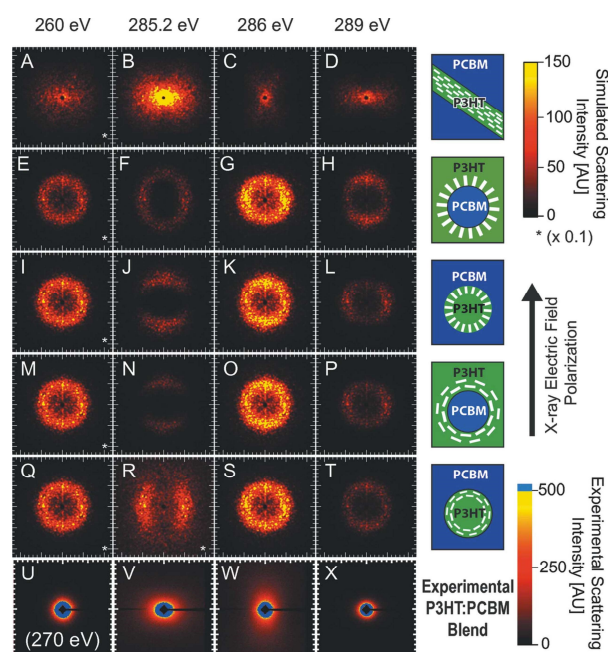 260 eV 285.2 eV 286 eV 289 eV
A B C D
*
PCBM
P3HT
150
100
50
0
Simulated Scattering
Intensity [AU]
* (x 0.1)
E F G H
*
P3HT
PCBM
I J K L
*
PCBM
P3HT
X-ray Electric Field
Polarization
M N O P
*
P3HT
PCBM
Q R S T
* *
PCBM
P3HT
500
250
0
Experimental Scattering
Intensity [AU]
U V W X
(270 eV)
Experimental
P3HT:PCBM
Blend